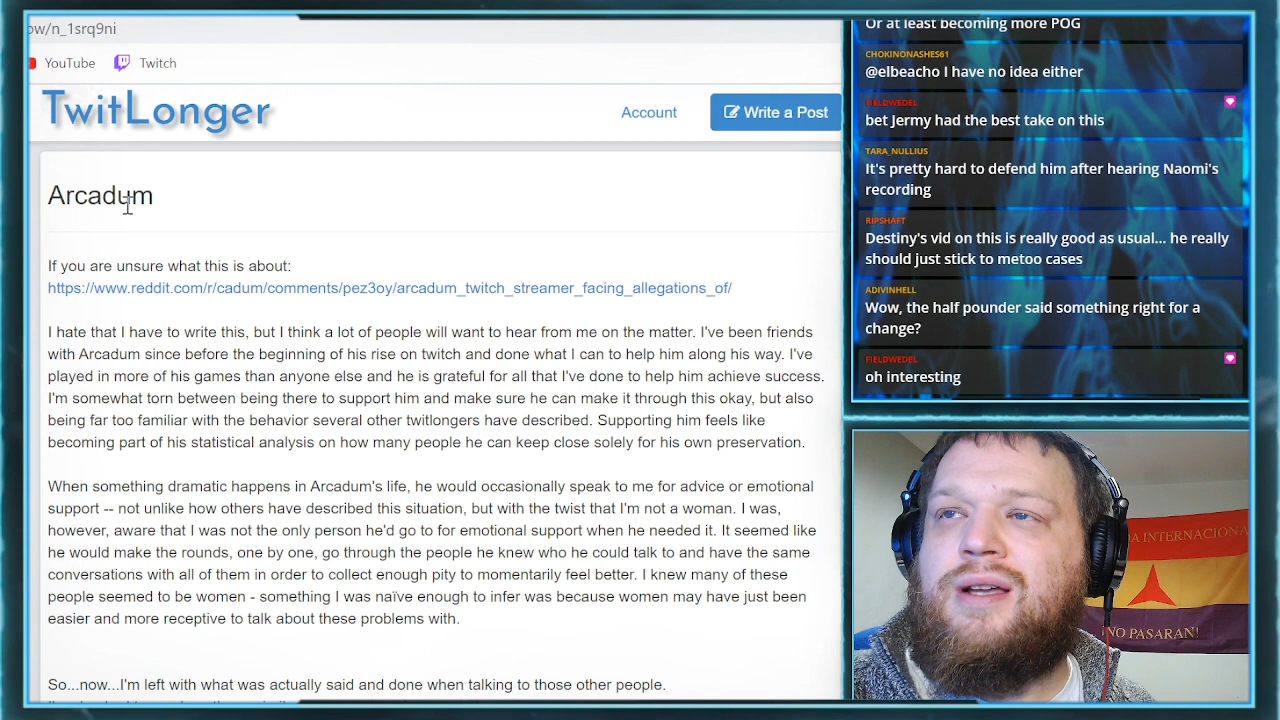 ow/n_1srq9ni
YouTube
Twitch
TwitLonger
Account
Write a Post
Arcadum
If you are unsure what this is about:
https://www.reddit.com/r/cadum/comments/pez3oy/arcadum_twitch_streamer_facing_allegations_of/
I hate that I have to write this, but I think a lot of people will want to hear from me on the matter. I've been friends
with Arcadum since before the beginning of his rise on twitch and done what I can to help him along his way. I've
played in more of his games than anyone else and he is grateful for all that I've done to help him achieve success.
I'm somewhat torn between being there to support him and make sure he can make it through this okay, but also
being far too familiar with the behavior several other twitlongers have described. Supporting him feels like
becoming part of his statistical analysis on how many people he can keep close solely for his own preservation.
When something dramatic happens in Arcadum's life, he would occasionally speak to me for advice or emotional
support -- not unlike how others have described this situation, but with the twist that I'm not a woman. I was,
however, aware that I was not the only person he'd go to for emotional support when he needed it. It seemed like
he would make the rounds, one by one, go through the people he knew who he could talk to and have the same
conversations with all of them in order to collect enough pity to momentarily feel better. I knew many of these
people seemed to be women - something I was naïve enough to infer was because women may have just been
easier and more receptive to talk about these problems with.
So...now...I'm left with what was actually said and done when talking to those other people.
Or at least becoming more POG
CHOKINONASHES61
@elbeacho I have no idea either
FIELDWEDEL
bet Jermy had the best take on this
TARA_NULLIUS
It's pretty hard to defend him after hearing Naomi's
recording
RIPSHAFT
Destiny's vid on this is really good as usual... he really
should just stick to metoo cases
ADIVINHELL
Wow, the half pounder said something right for a
change?
FIELDWEDEL
oh interesting
DA INTERNACIONA
¡NO PASARAN!